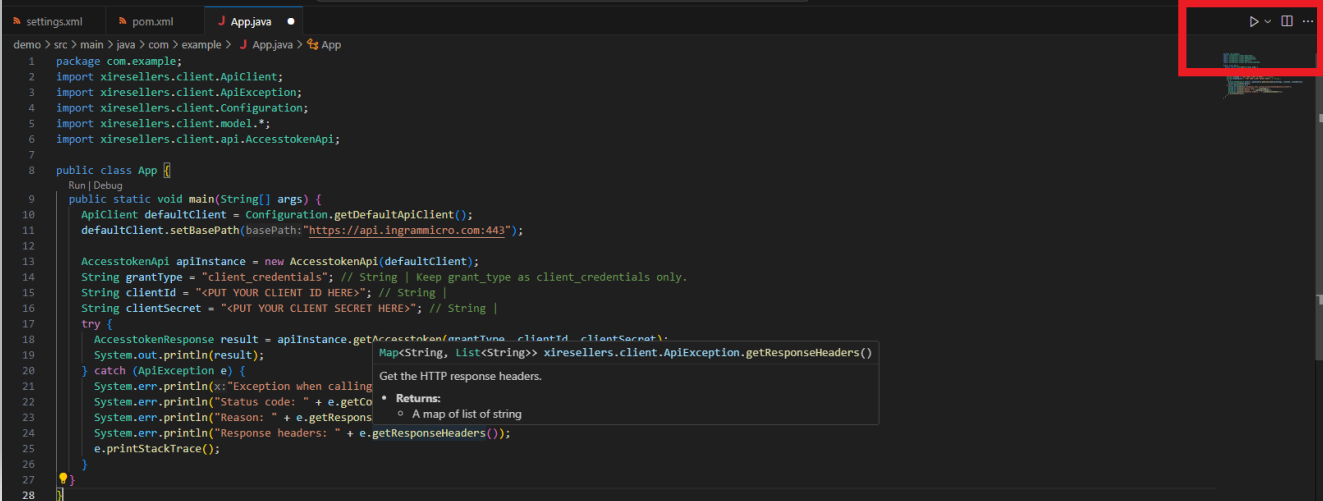 settings.xml pom.xml J App.java
demo > src > main > java > com > example > J App.java > App
1 package com.example;
2 import xiresellers.client.ApiClient;
3 import xiresellers.client.ApiException;
4 import xiresellers.client.Configuration;
5 import xiresellers.client.model.*;
6 import xiresellers.client.api.AccesstokenApi;
7
8 public class App {
Run | Debug
9 public static void main(String[] args) {
10 ApiClient defaultClient = Configuration.getDefaultApiClient();
11 defaultClient.setBasePath(basePath:"https://api.ingrammicro.com:443");
12
13 AccesstokenApi apiInstance = new AccesstokenApi(defaultClient);
14 String grantType = "client_credentials"; // String | Keep grant_type as client_credentials only.
15 String clientId = "<PUT YOUR CLIENT ID HERE>"; // String |
16 String clientSecret = "<PUT YOUR CLIENT SECRET HERE>"; // String |
17 try {
18 AccesstokenResponse result = apiInstance.getAccesstoken(grantType, clientId, clientSecret);
19 System.out.println(result);
20 } catch (ApiException e) {
21 System.err.println(x:"Exception when calling
22 System.err.println("Status code: " + e.getCo
23 System.err.println("Reason: " + e.getRespons
24 System.err.println("Response headers: " + e.getResponseHeaders());
25 e.printStackTrace();
26 }
27 }
28 }
Map<String, List<String>> xiresellers.client.ApiException.getResponseHeaders()
Get the HTTP response headers.
• Returns:
○ A map of list of string